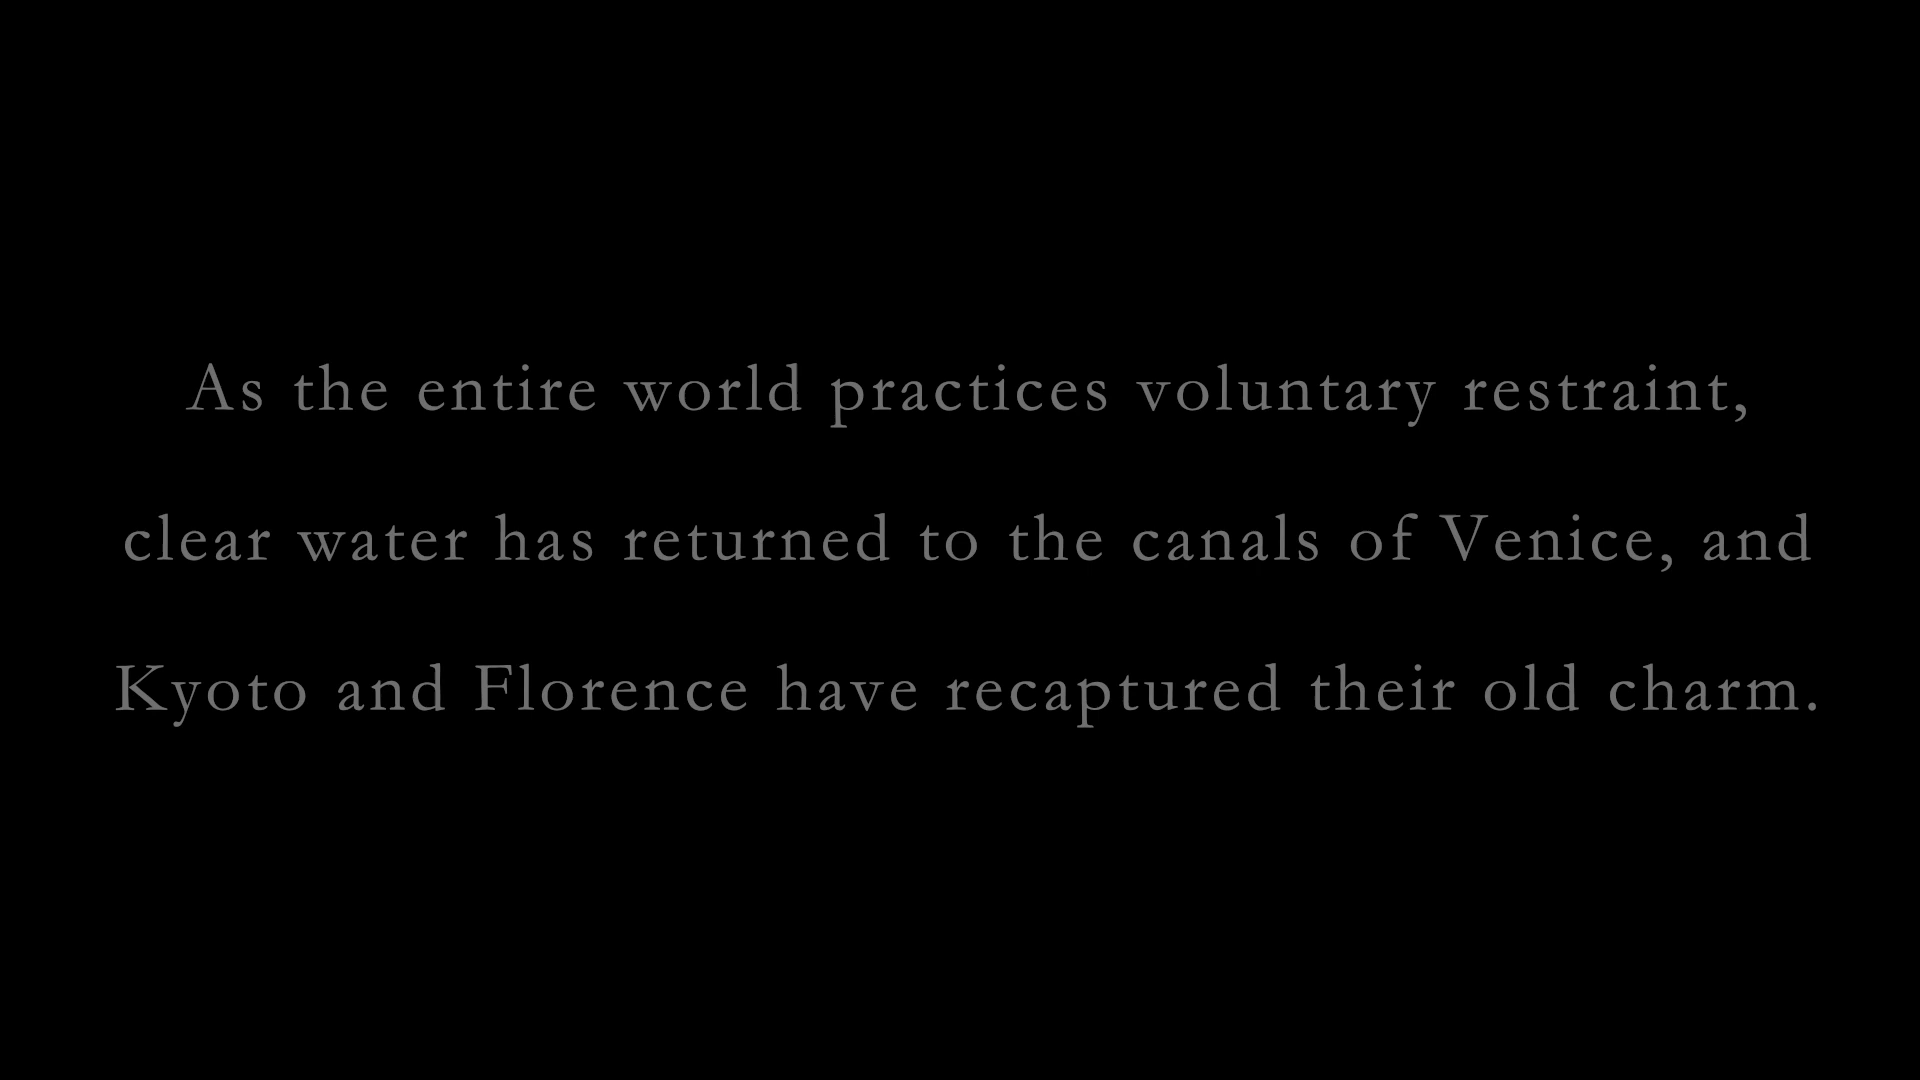 As the entire world practices voluntary restraint,
clear water has returned to the canals of Venice, and
Kyoto and Florence have recaptured their old charm.